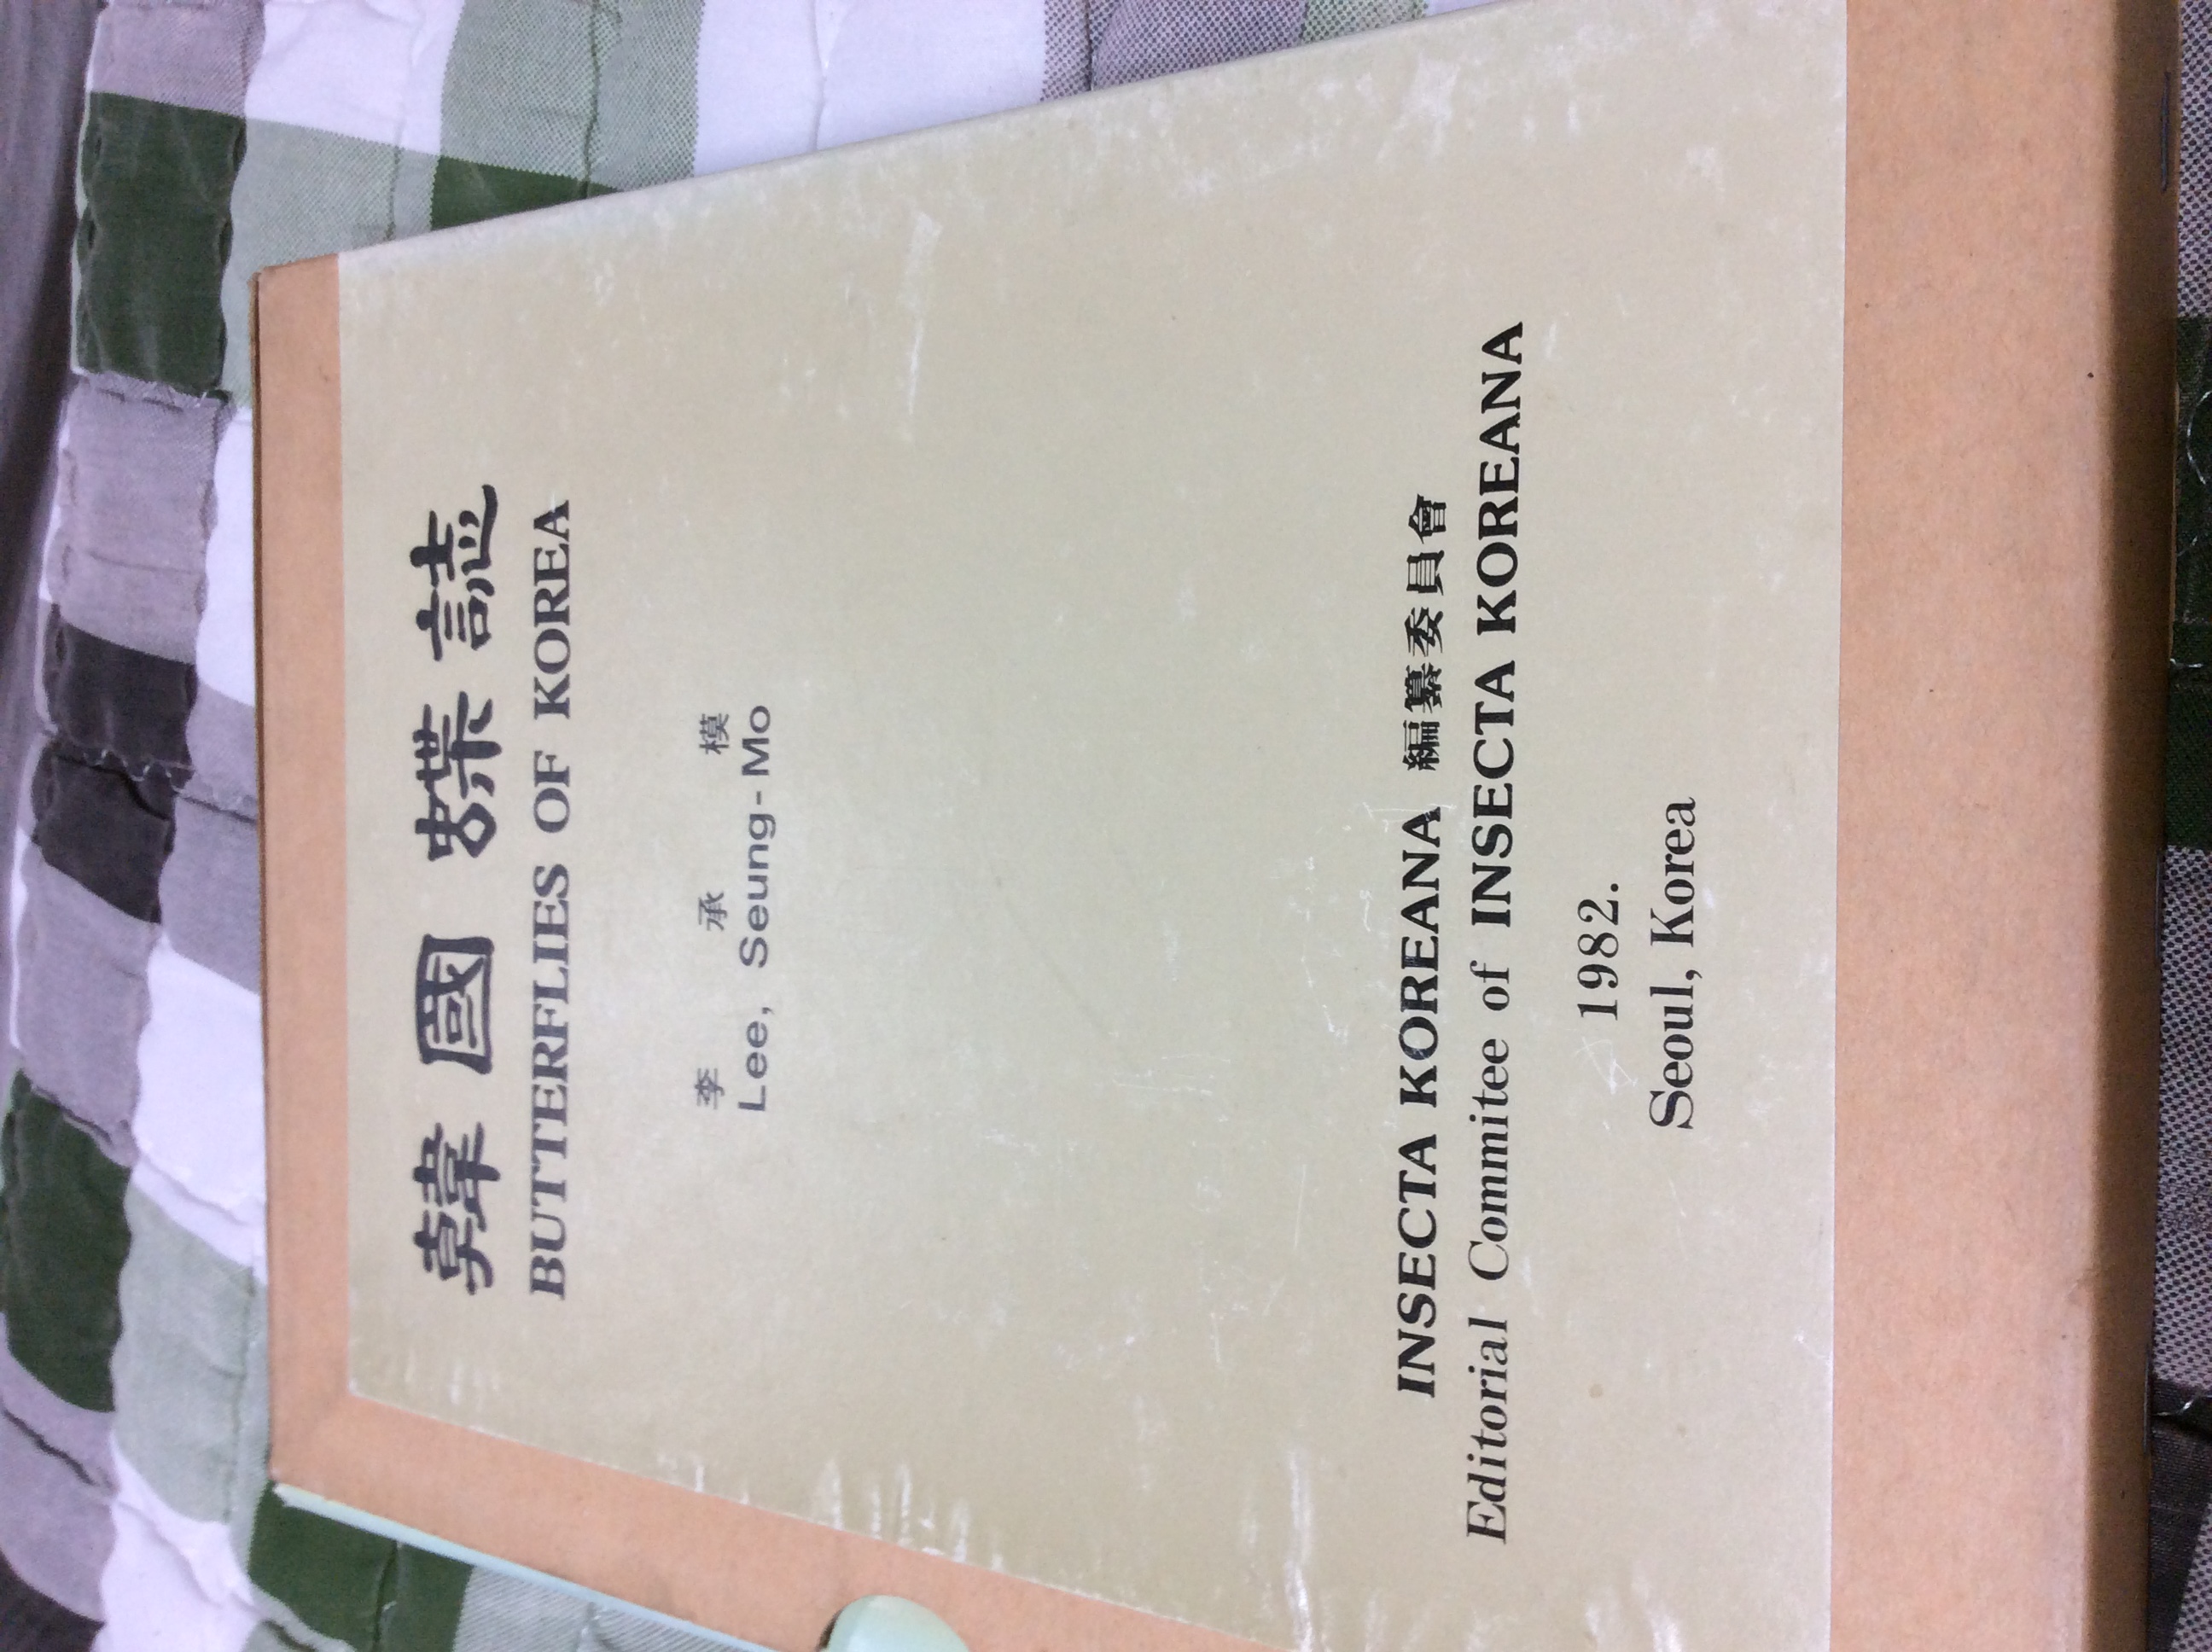 韓國蝶誌
BUTTERFLIES OF KOREA
李承模
Lee, Seung-Mo
INSECTA KOREANA 編纂委員會
Editorial Committee of INSECTA KOREANA
1982.
Seoul, Korea